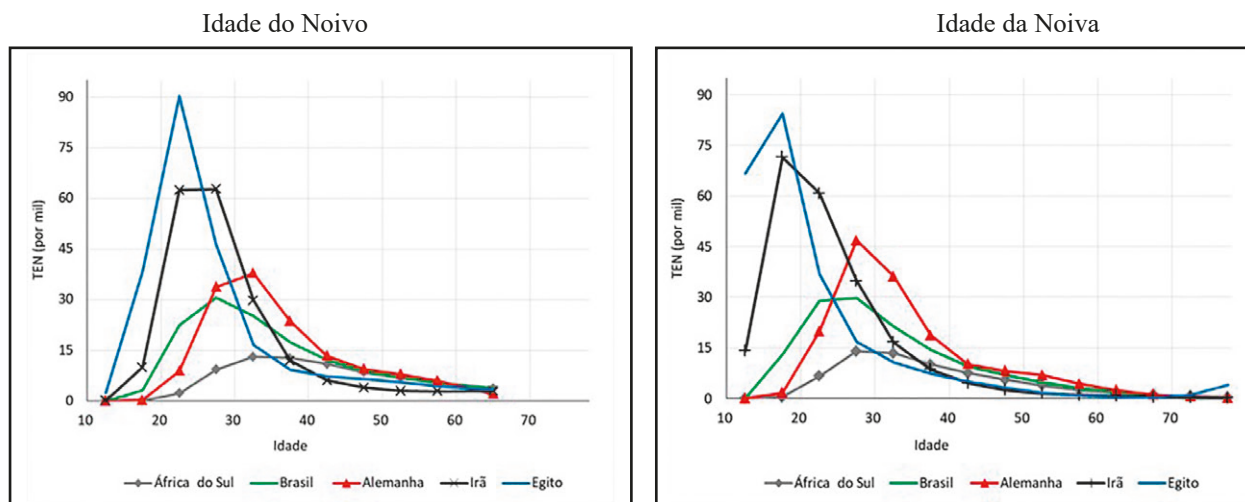 Idade do Noivo
TEN (por mil)
90
75
60
45
30
15
0
10 20 30 40 50 60 70
Idade
África do Sul Brasil Alemanha Irã Egito
Idade da Noiva
TEN (por mil)
90
75
60
45
30
15
0
10 20 30 40 50 60 70
Idade
África do Sul Brasil Alemanha Irã Egito